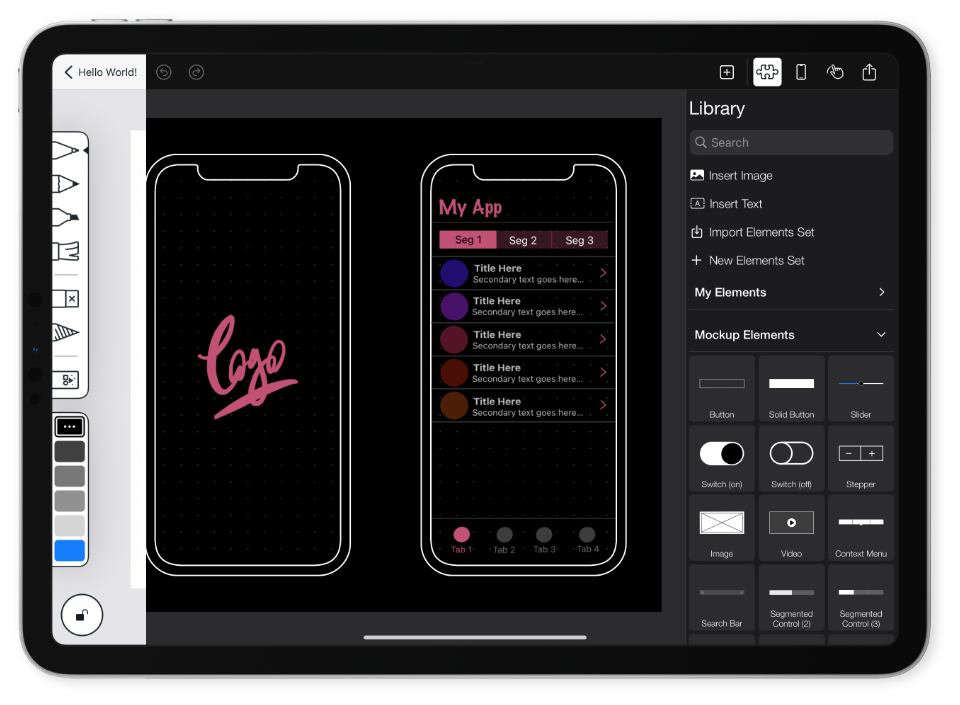 Hello World!
Library
Search
Insert Image
A Insert Text
Import Elements Set
New Elements Set
My Elements
Mockup Elements
Button
Solid Button
Slider
Switch (on)
Switch (off)
Stepper
Image
Video
Context Menu
Search Bar
Segmented
Control (2)
Segmented
Control (3)
Logo
My App
Seg 1 Seg 2 Seg 3
Title Here
Secondary text goes here...
Title Here
Secondary text goes here...
Title Here
Secondary text goes here...
Title Here
Secondary text goes here...
Title Here
Secondary text goes here...
Tab 1 Tab 2 Tab 3 Tab 4